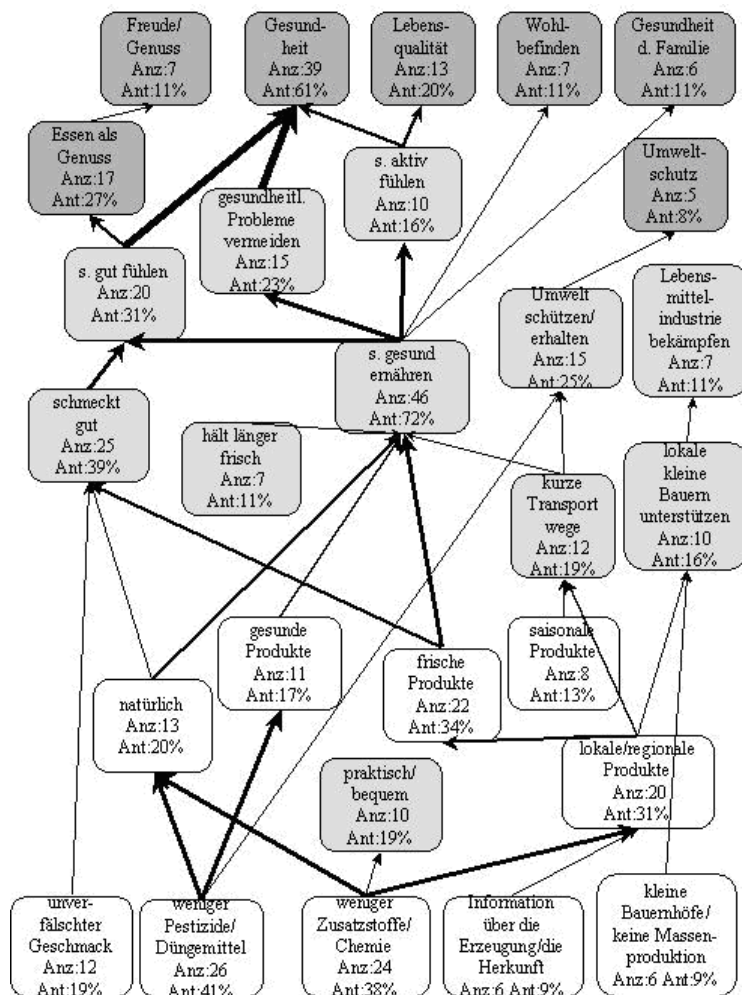 Freude/
Genuss
Anz:7
Ant:11%
Gesund-
heit
Anz:39
Ant:61%
Lebens-
qualität
Anz:13
Ant:20%
Wohl-
befinden
Anz:7
Ant:11%
Gesundheit
d. Familie
Anz:6
Ant:11%
Essen als
Genuss
Anz:17
Ant:27%
gesundheitl.
Probleme
vermeiden
Anz:15
Ant:23%
s. aktiv
fühlen
Anz:10
Ant:16%
Umwelt-
schutz
Anz:5
Ant:8%
s. gut fühlen
Anz:20
Ant:31%
Umwelt
schützen/
erhalten
Anz:15
Ant:25%
Lebens-
mittel-
industrie
bekämpfen
Anz:7
Ant:11%
s. gesund
ernähren
Anz:46
Ant:72%
schmeckt
gut
Anz:25
Ant:39%
hält länger
frisch
Anz:7
Ant:11%
kurze
Transport
wege
Anz:12
Ant:19%
lokale
kleine
Bauern
unterstützen
Anz:10
Ant:16%
natürlich
Anz:13
Ant:20%
gesunde
Produkte
Anz:11
Ant:17%
frische
Produkte
Anz:22
Ant:34%
saisonale
Produkte
Anz:8
Ant:13%
lokale/regionale
Produkte
Anz:20
Ant:31%
praktisch/
bequem
Anz:10
Ant:19%
unver-
fälschter
Geschmack
Anz:12
Ant:19%
weniger
Pestizide/
Düngemittel
Anz:26
Ant:41%
weniger
Zusatzstoffe/
Chemie
Anz:24
Ant:38%
Information
über die
Erzeugung/die
Herkunft
Anz:6 Ant:9%
kleine
Bauernhöfe/
keine Massen-
produktion
Anz:6 Ant:9%